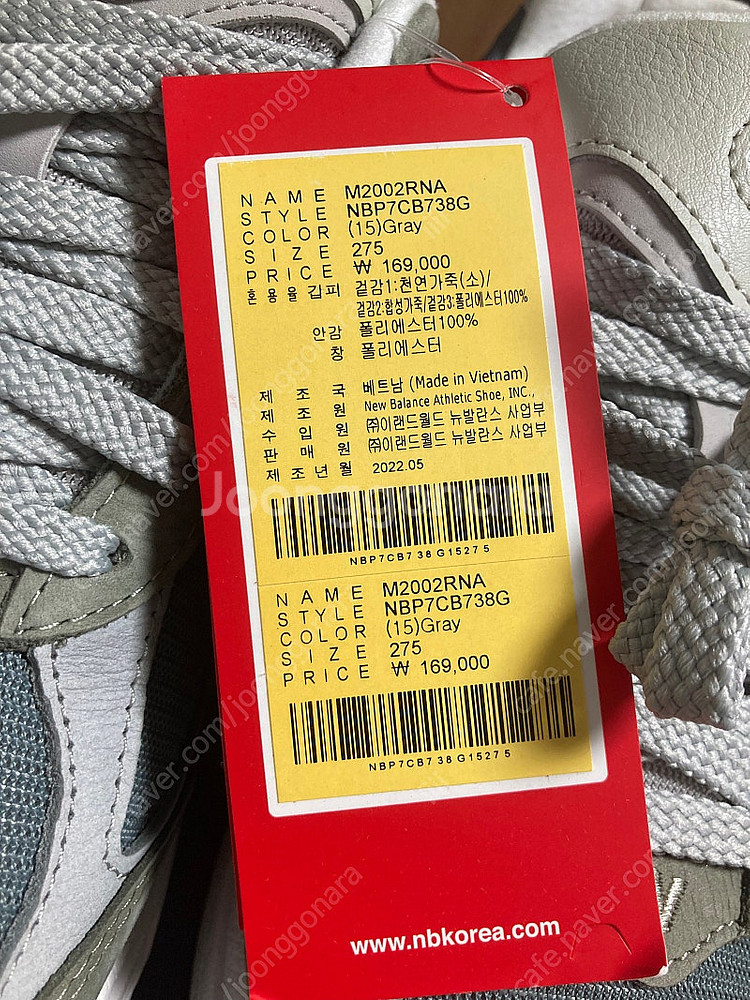 NAME M2002RNA
STYLE NBP7CB738G
COLOR (15)Gray
SIZE 275
PRICE ₩ 169,000
혼용율 겉피 겉감1:천연가죽(소)/
겉감2:합성가죽/겉감3:폴리에스터100%
안감 폴리에스터100%
창 폴리에스터
제조국 베트남 (Made in Vietnam)
제조원 New Balance Athletic Shoe, INC.,
수입원 ㈜이랜드월드 뉴발란스 사업부
판매원 ㈜이랜드월드 뉴발란스 사업부
제조년월 2022.05
NBP7CB738G15275
NAME M2002RNA
STYLE NBP7CB738G
COLOR (15)Gray
SIZE 275
PRICE ₩ 169,000
NBP7CB738G15275
www.nbkorea.com
Joonggonara
cafe.naver.com/joonggonara